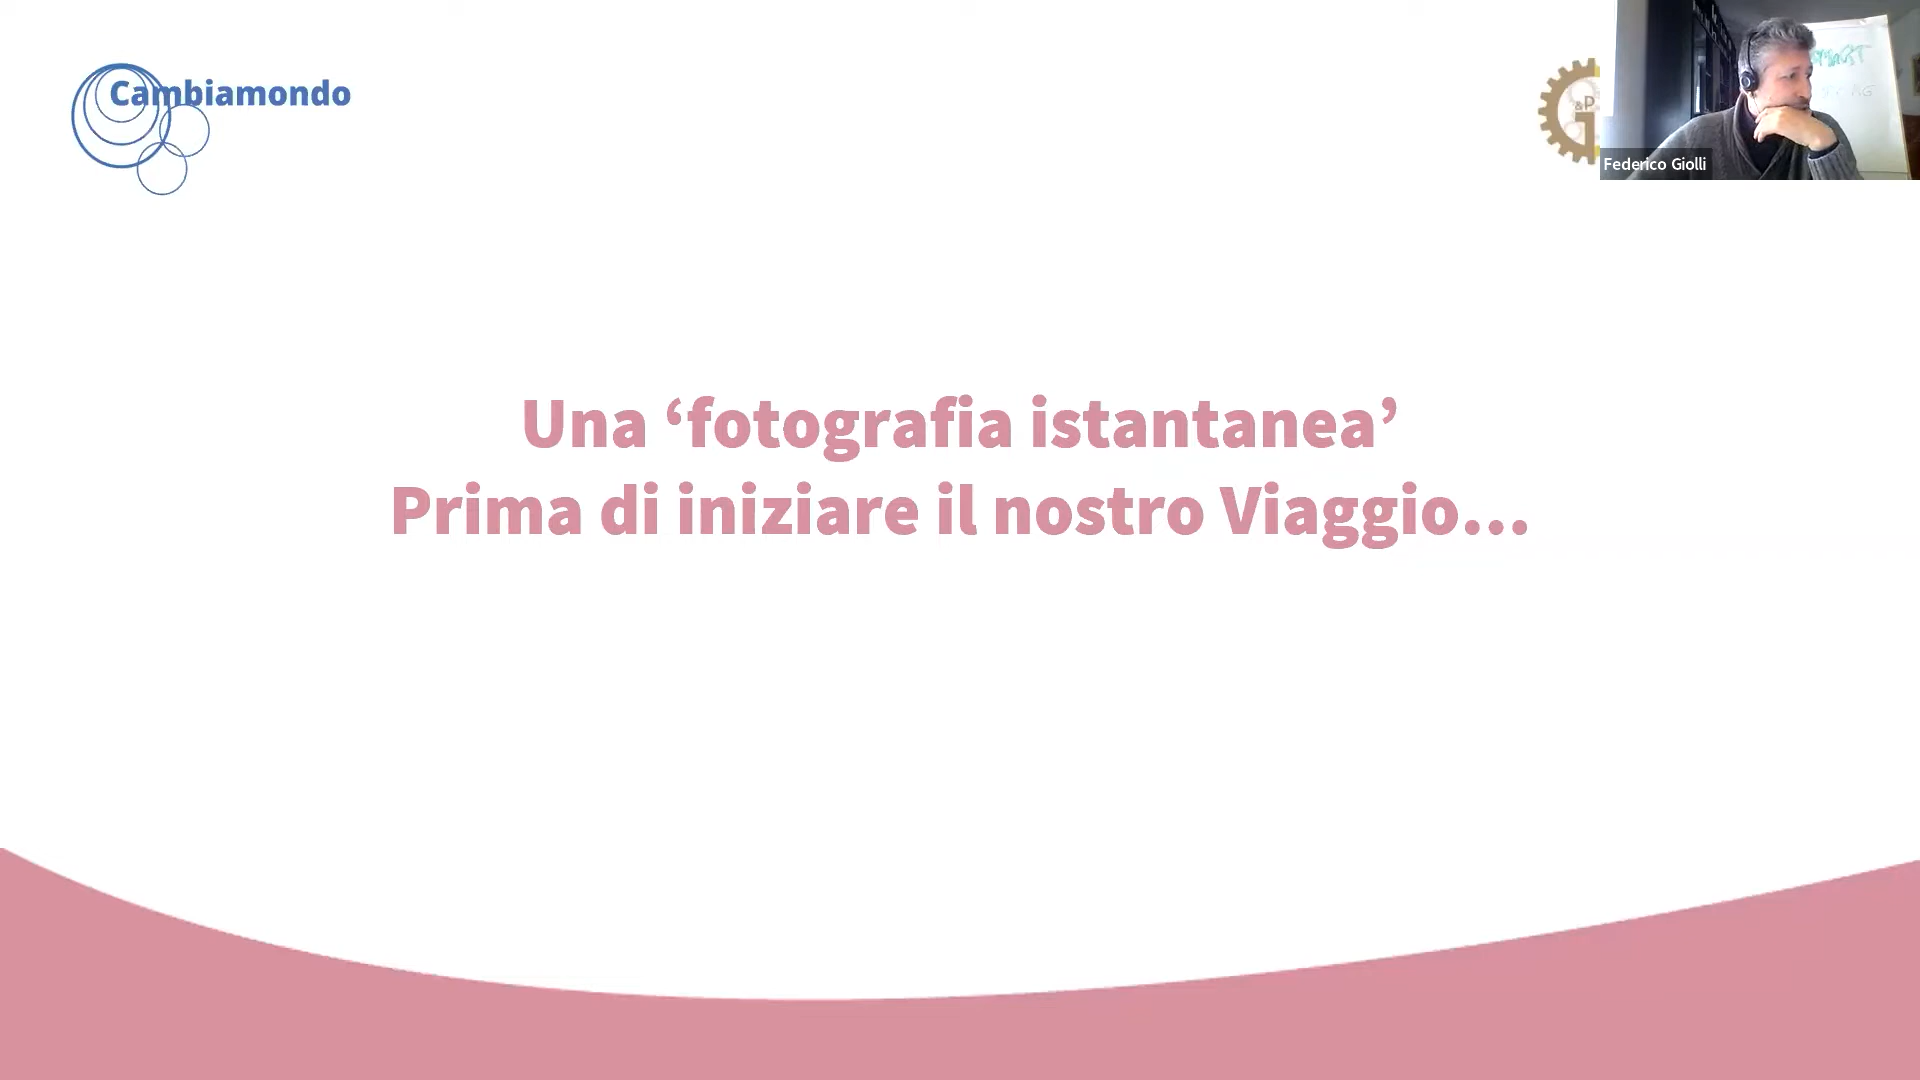 Cambiamondo
&P
Federico Giolli
Una ‘fotografia istantanea’
Prima di iniziare il nostro Viaggio...